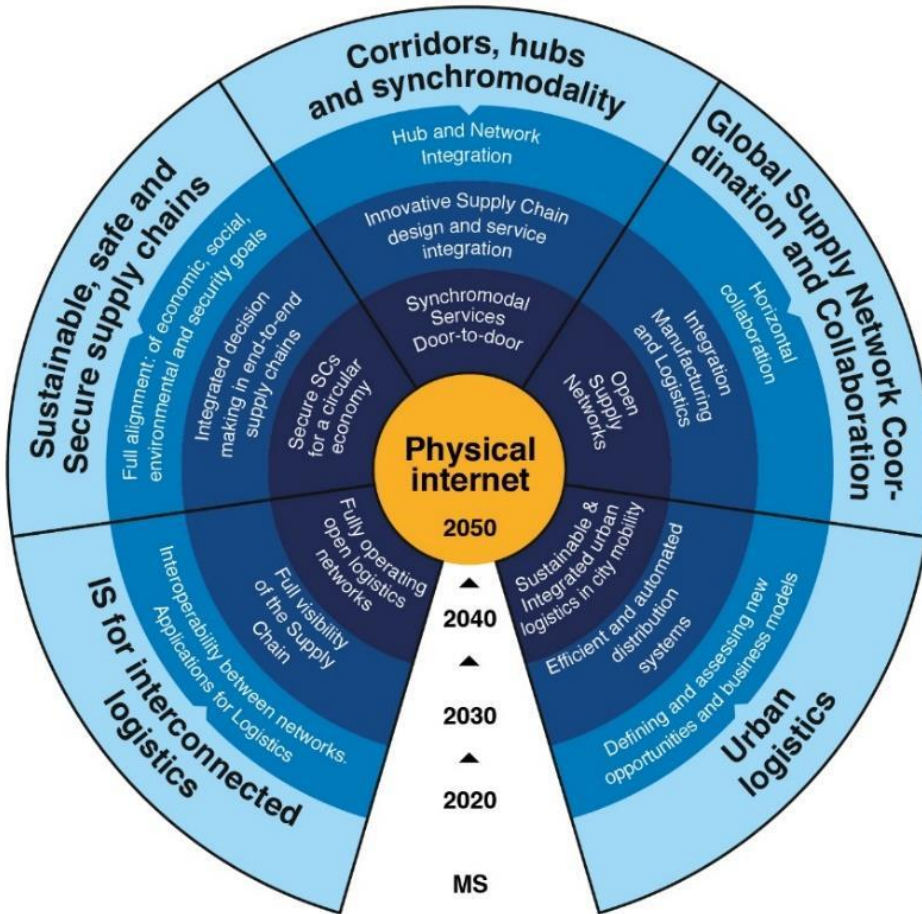 Corridors, hubs
and synchromodality
Hub and Network
Integration
Innovative Supply Chain
design and service
integration
Synchromodal
Services
Door-to-door
Global Supply Network Coor-
dination and Collaboration
Horizontal
collaboration
Integration
Manufacturing
and Logistics
Open
Supply
Networks
Urban
logistics
Defining and assessing new
opportunities and business models
Efficient and automated
distribution
systems
Sustainable &
Integrated urban
logistics in city mobility
IS for interconnected
logistics
Interoperability between networks.
Applications for Logistics
Full visibility
of the Supply
Chain
Fully operating
open logistics
networks
Sustainable, safe and
Secure supply chains
Full alignment: of economic, social,
environmental and security goals
Integrated decision
making in end-to-end
supply chains
Secure SCs
for a circular
economy
Physical
internet
2050
2040
2030
2020
MS